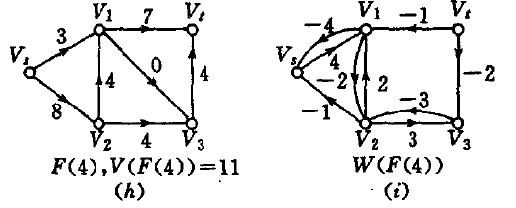 V1 7 Vt
3
Vs 4 0 4
8
V2 4 V3
F(4),V(F(4))=11
(h)
-4 V1 -1 Vt
Vs 4
-2 2 -2
-1 -3
V2 3 V3
W(F(4))
(i)